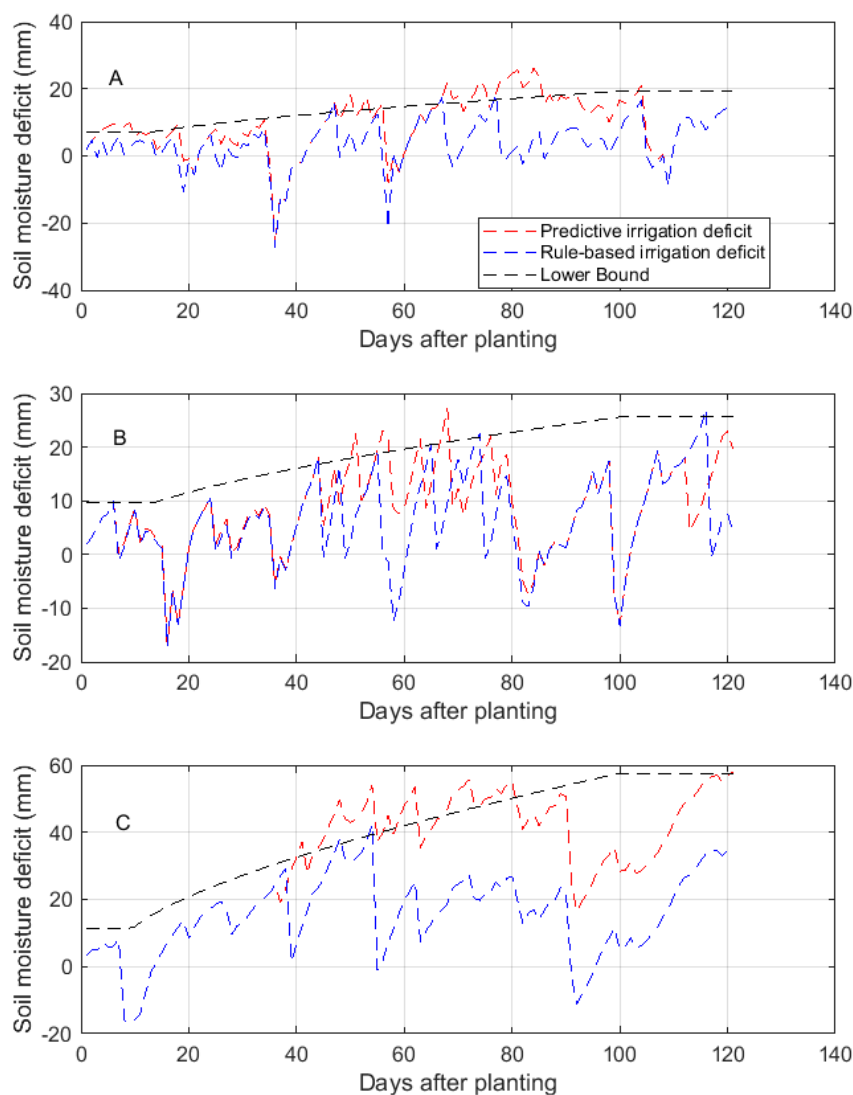 40
20
0
-20
-40
Soil moisture deficit (mm)
A
Predictive irrigation deficit
Rule-based irrigation deficit
Lower Bound
0 20 40 60 80 100 120 140
Days after planting
30
20
10
0
-10
-20
Soil moisture deficit (mm)
B
0 20 40 60 80 100 120 140
Days after planting
60
40
20
0
-20
Soil moisture deficit (mm)
C
0 20 40 60 80 100 120 140
Days after planting